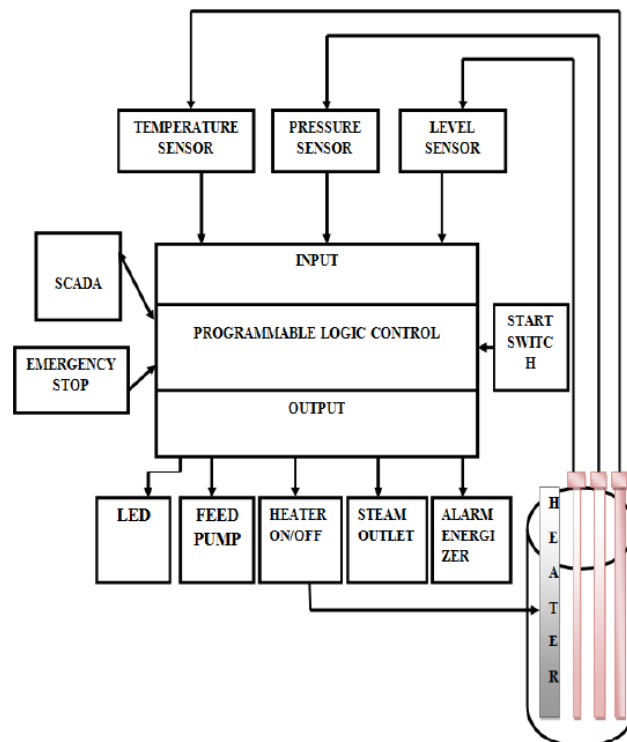 TEMPERATURE
SENSOR
PRESSURE
SENSOR
LEVEL
SENSOR
SCADA
INPUT
PROGRAMMABLE LOGIC CONTROL
OUTPUT
START
SWITC
H
EMERGENCY
STOP
LED
FEED
PUMP
HEATER
ON/OFF
STEAM
OUTLET
ALARM
ENERGI
ZER
H
E
A
T
E
R